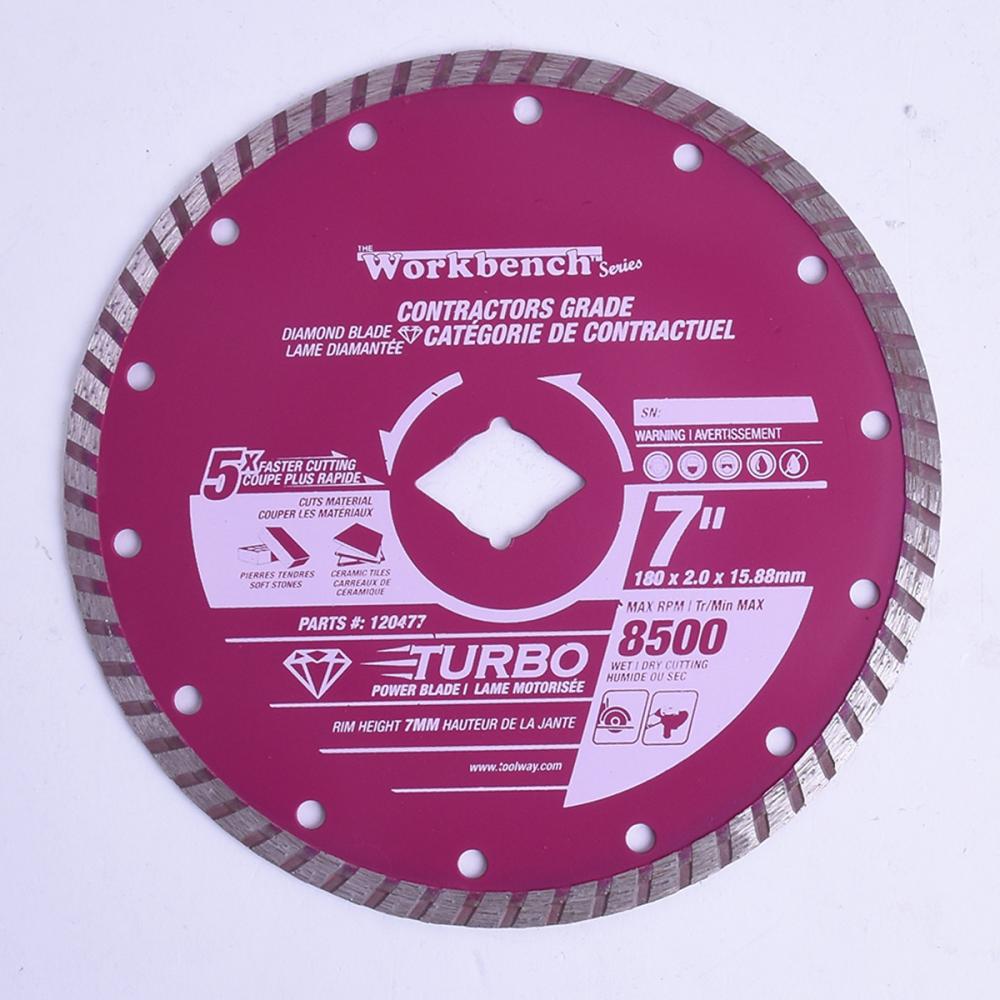 THE Workbench™ Series
CONTRACTORS GRADE
DIAMOND BLADE
LAME DIAMANTÉE
CATÉGORIE DE CONTRACTUEL
SN:
WARNING | AVERTISSEMENT
5X FASTER CUTTING
COUPE PLUS RAPIDE
CUTS MATERIAL
COUPER LES MATÉRIAUX
PIERRES TENDRES
SOFT STONES
CERAMIC TILES
CARREAUX DE
CÉRAMIQUE
7"
180 x 2.0 x 15.88mm
MAX RPM | Tr/Min MAX
8500
WET | DRY CUTTING
HUMIDE OU SEC
PARTS #: 120477
TURBO
POWER BLADE | LAME MOTORISÉE
RIM HEIGHT 7MM HAUTEUR DE LA JANTE
www.toolway.com